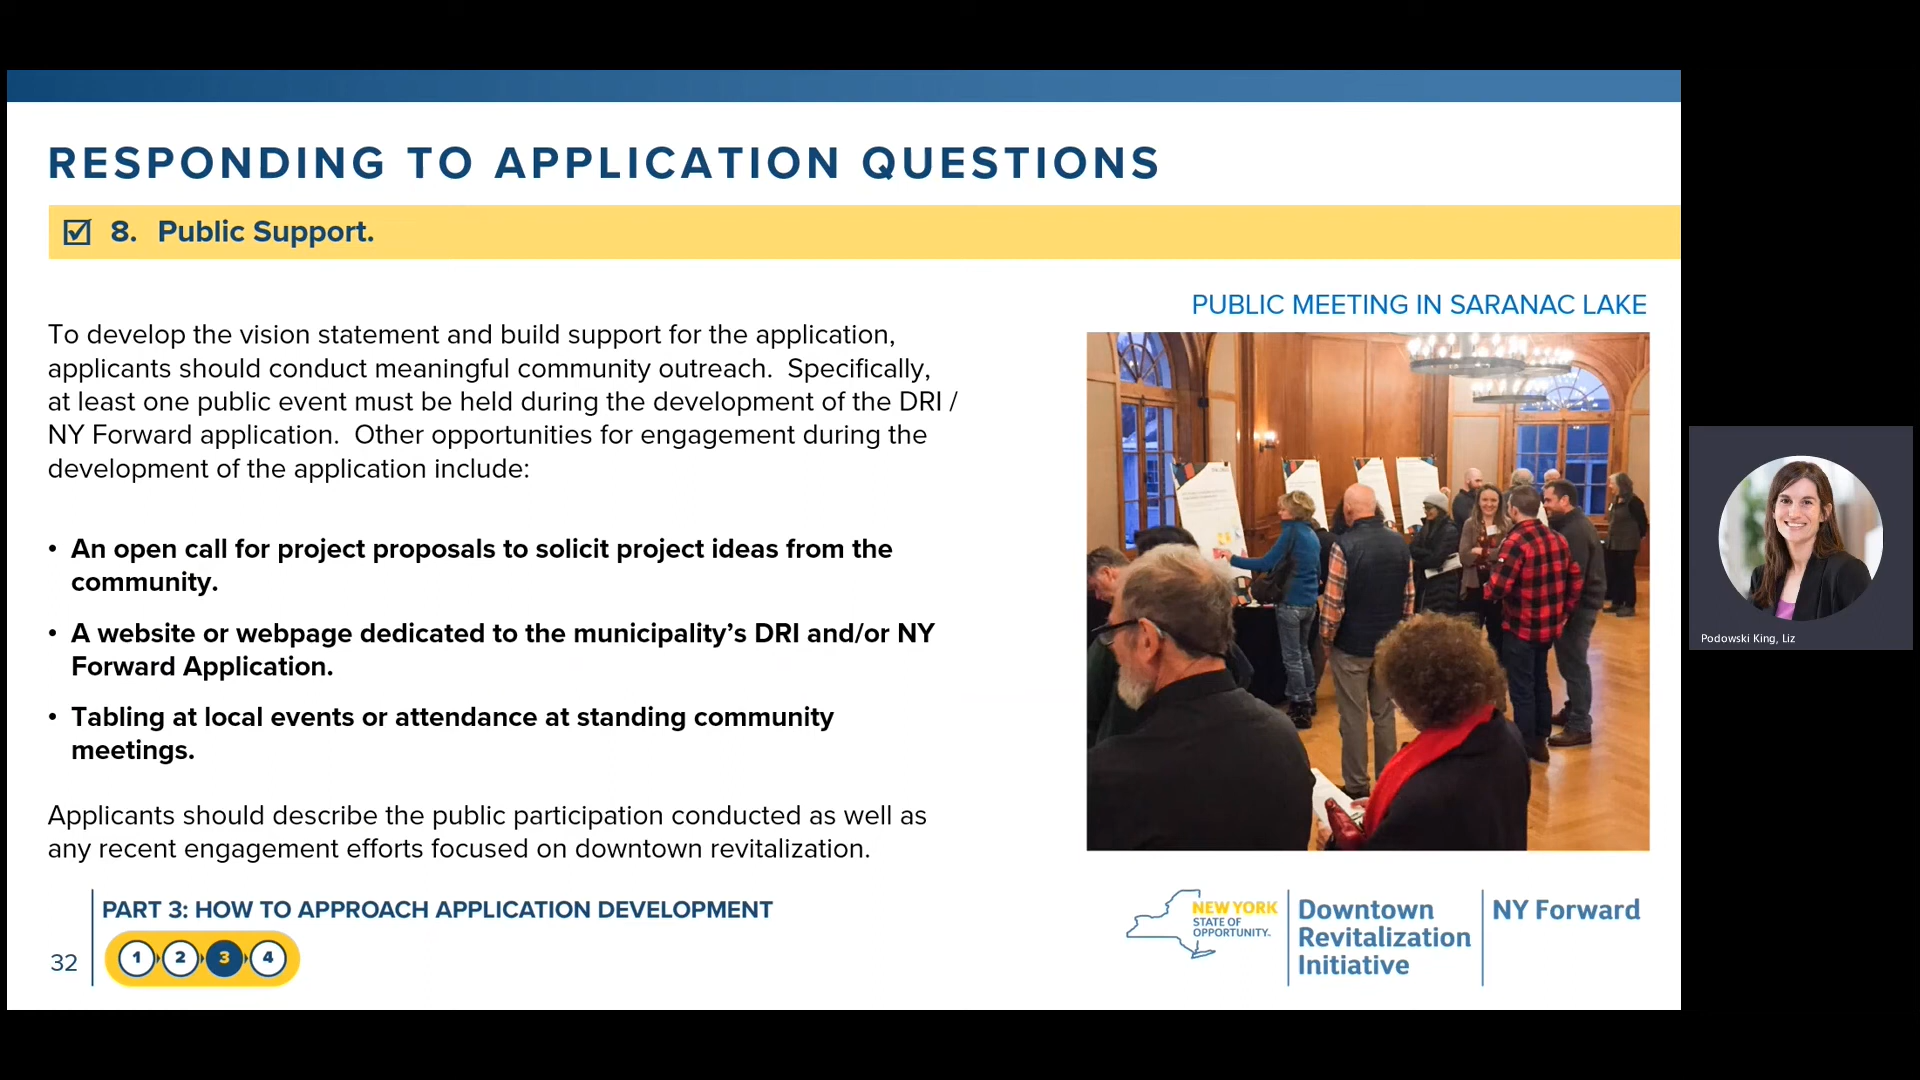 RESPONDING TO APPLICATION QUESTIONS
8. Public Support.
PUBLIC MEETING IN SARANAC LAKE
To develop the vision statement and build support for the application,
applicants should conduct meaningful community outreach. Specifically,
at least one public event must be held during the development of the DRI /
NY Forward application. Other opportunities for engagement during the
development of the application include:
• An open call for project proposals to solicit project ideas from the
community.
• A website or webpage dedicated to the municipality’s DRI and/or NY
Forward Application.
• Tabling at local events or attendance at standing community
meetings.
Applicants should describe the public participation conducted as well as
any recent engagement efforts focused on downtown revitalization.
Podowski King, Liz
32
PART 3: HOW TO APPROACH APPLICATION DEVELOPMENT
1 2 3 4
NEW YORK
STATE OF
OPPORTUNITY.
Downtown
Revitalization
Initiative
NY Forward